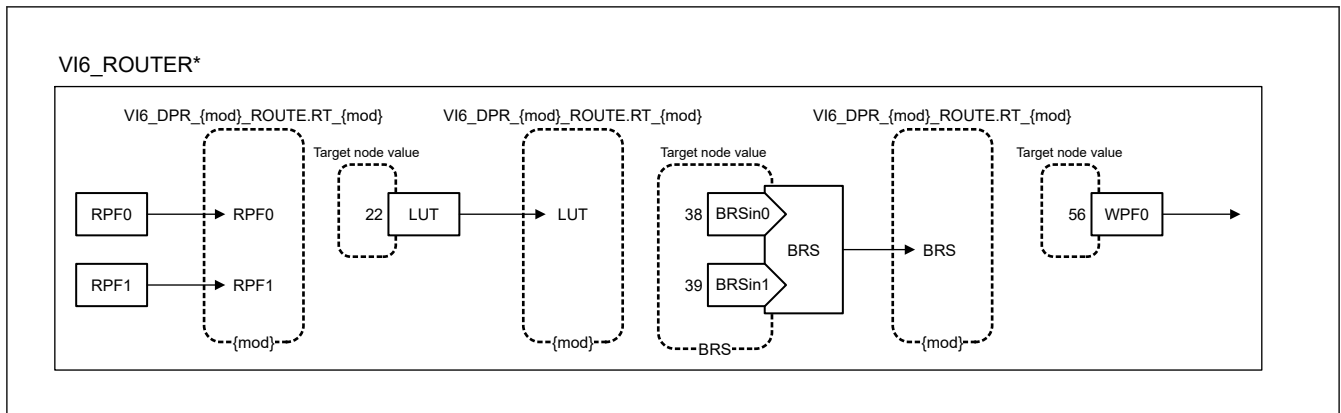 VI6_ROUTER*
VI6_DPR_{mod}_ROUTE.RT_{mod} VI6_DPR_{mod}_ROUTE.RT_{mod} VI6_DPR_{mod}_ROUTE.RT_{mod}
Target node value Target node value Target node value
RPF0 RPF0 22 LUT LUT 38 BRSin0 BRS BRS 56 WPF0
RPF1 RPF1 39 BRSin1
{mod} {mod} BRS {mod}